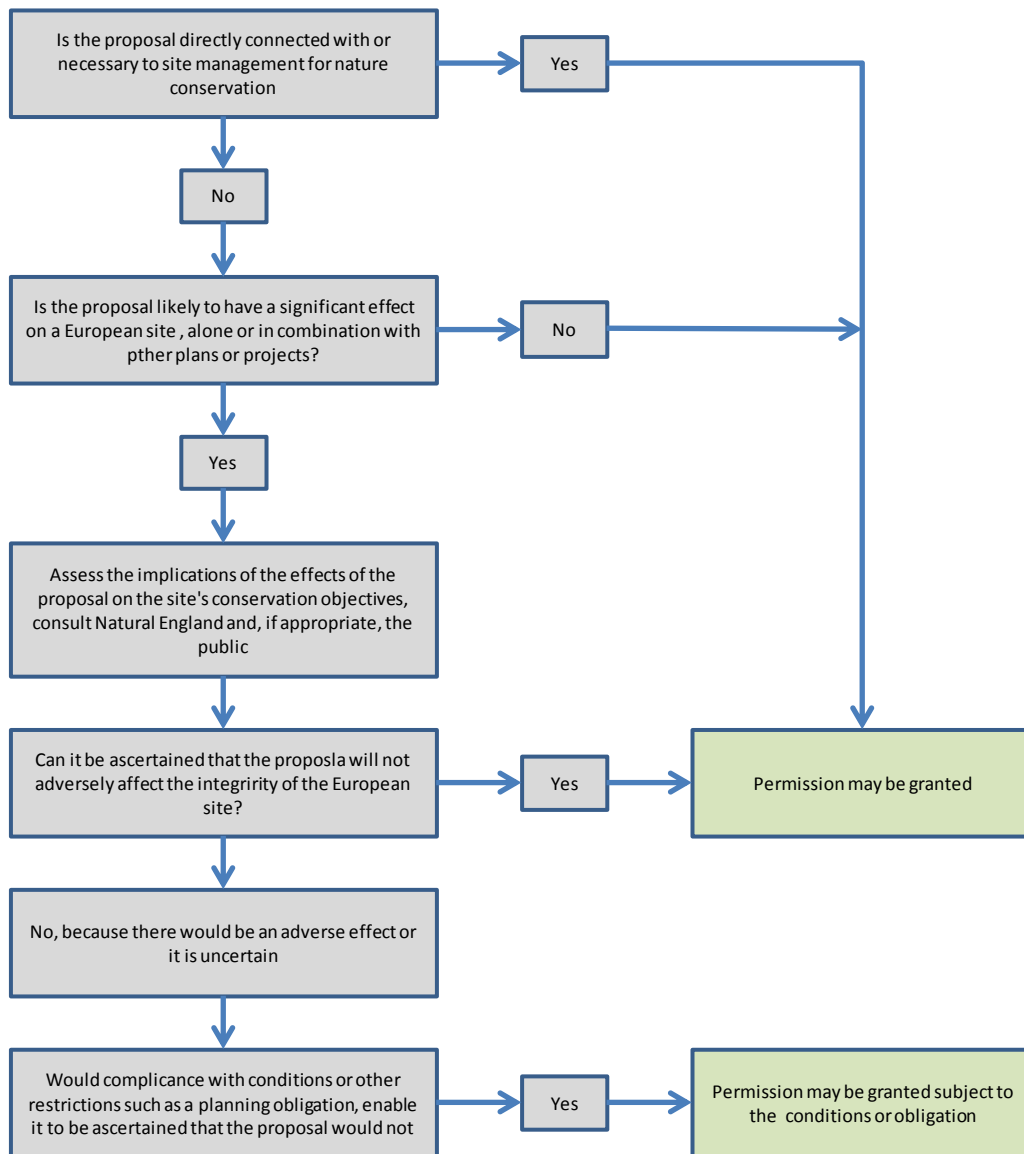 Is the proposal directly connected with or
necessary to site management for nature
conservation
Yes
No
Is the proposal likely to have a significant effect
on a European site , alone or in combination with
pther plans or projects?
No
Yes
Assess the implications of the effects of the
proposal on the site's conservation objectives,
consult Natural England and, if appropriate, the
public
Can it be ascertained that the proposla will not
adversely affect the integririty of the European
site?
Yes
Permission may be granted
No, because there would be an adverse effect or
it is uncertain
Would complicance with conditions or other
restrictions such as a planning obligation, enable
it to be ascertained that the proposal would not
Yes
Permission may be granted subject to
the conditions or obligation